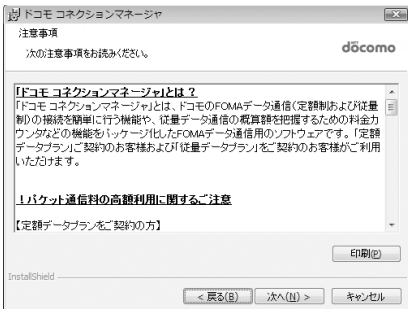 ドコモ コネクションマネージャ
注意事項
次の注意事項をお読みください。
döcomo
「ドコモ コネクションマネージャ」とは?
「ドコモ コネクションマネージャ」とは、ドコモのFOMAデータ通信(定額制および従量
制)の接続を簡単に行う機能や、従量データ通信の概算額を把握するための料金カ
ウンタなどの機能をパッケージ化したFOMAデータ通信用のソフトウェアです。「定額
データプラン」ご契約のお客様および「従量データプラン」をご契約のお客様がご利用
いただけます。
!パケット通信料の高額利用に関するご注意
【定額データプランをご契約の方】
印刷(P)
InstallShield
< 戻る(B)
次へ(N) >
キャンセル